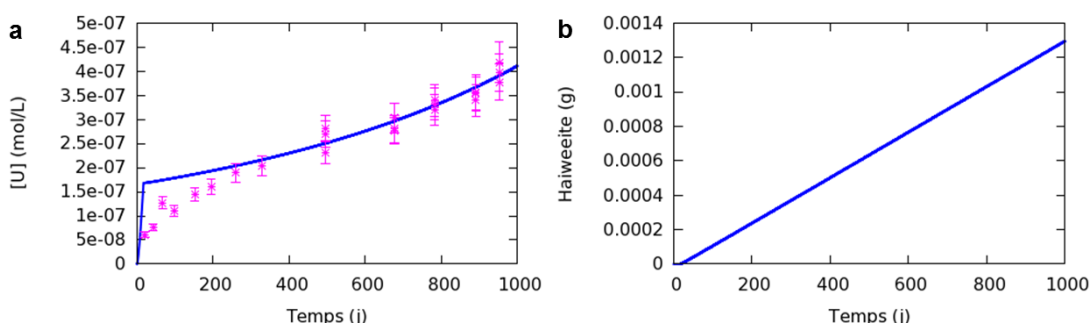 a
5e-07
4.5e-07
4e-07
3.5e-07
3e-07
2.5e-07
2e-07
1.5e-07
1e-07
5e-08
0
[U] (mol/L)
0 200 400 600 800 1000
Temps (j)
b
0.0014
0.0012
0.001
0.0008
0.0006
0.0004
0.0002
0
Haiweeite (g)
0 200 400 600 800 1000
Temps (j)